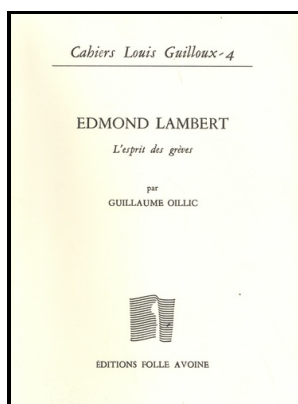 Cahiers Louis Guilloux-4
EDMOND LAMBERT
L'esprit des grèves
par
GUILLAUME OILLIC
ÉDITIONS FOLLE AVOINE